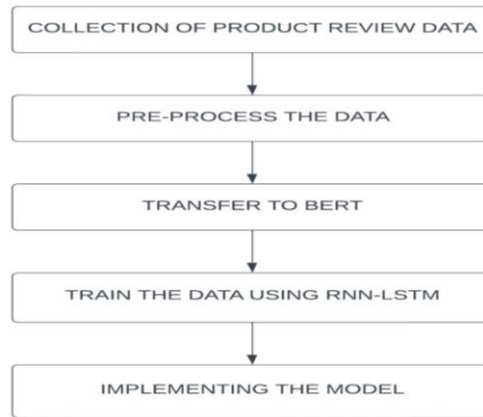 COLLECTION OF PRODUCT REVIEW DATA
PRE-PROCESS THE DATA
TRANSFER TO BERT
TRAIN THE DATA USING RNN-LSTM
IMPLEMENTING THE MODEL